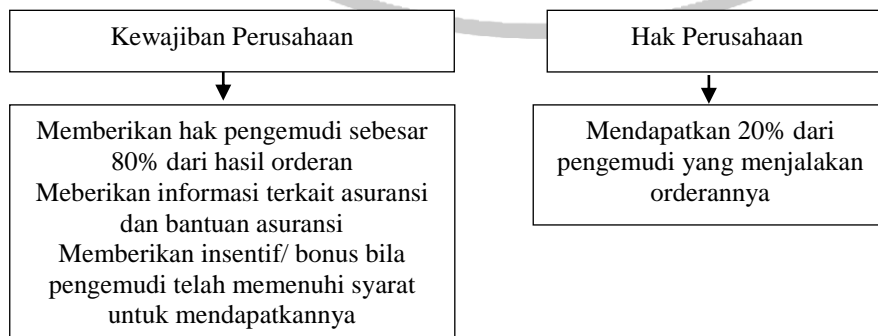 Kewajiban Perusahaan
Memberikan hak pengemudi sebesar
80% dari hasil orderan
Meberikan informasi terkait asuransi
dan bantuan asuransi
Memberikan insentif/ bonus bila
pengemudi telah memenuhi syarat
untuk mendapatkannya
Hak Perusahaan
Mendapatkan 20% dari
pengemudi yang menjalakan
orderannya